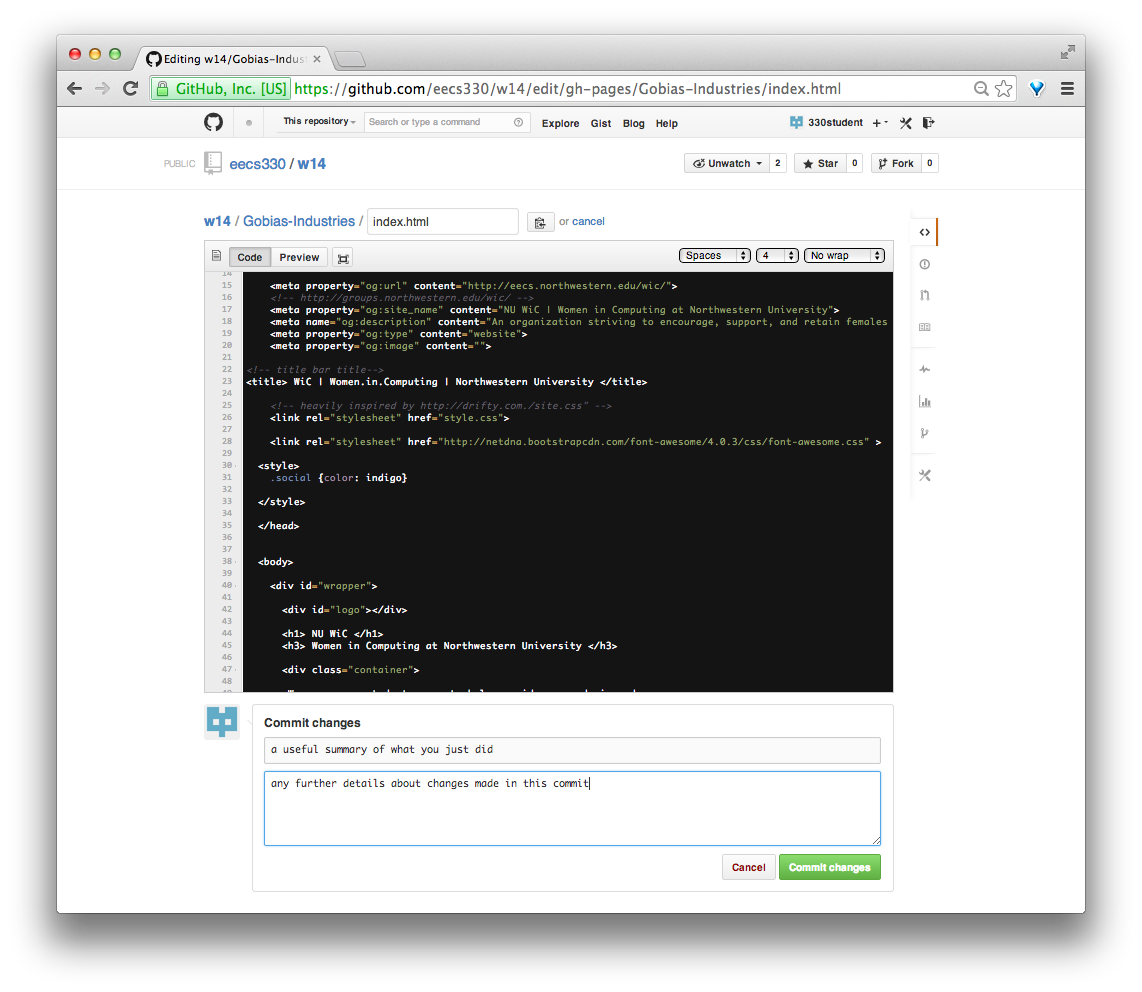 Editing w14/Gobias-Indus
GitHub, Inc. [US] https://github.com/eecs330/w14/edit/gh-pages/Gobias-Industries/index.html
This repository Search or type a command Explore Gist Blog Help 330student
PUBLIC eecs330 / w14 Unwatch 2 Star 0 Fork 0
w14 / Gobias-Industries / index.html or cancel
Code Preview Spaces 4 No wrap
14
15 <meta property="og:url" content="http://eecs.northwestern.edu/wic/">
16 <!-- http://groups.northwestern.edu/wic/ -->
17 <meta property="og:site_name" content="NU WiC | Women in Computing at Northwestern University">
18 <meta name="og:description" content="An organization striving to encourage, support, and retain females
19 <meta property="og:type" content="website">
20 <meta property="og:image" content="">
21
22 <!-- title bar title-->
23 <title> WiC | Women.in.Computing | Northwestern University </title>
24
25 <!-- heavily inspired by http://drifty.com./site.css" -->
26 <link rel="stylesheet" href="style.css">
27
28 <link rel="stylesheet" href="http://netdna.bootstrapcdn.com/font-awesome/4.0.3/css/font-awesome.css" >
29
30 <style>
31 .social {color: indigo}
32
33 </style>
34
35 </head>
36
37
38 <body>
39
40 <div id="wrapper">
41
42 <div id="logo"></div>
43
44 <h1> NU WiC </h1>
45 <h3> Women in Computing at Northwestern University </h3>
46
47 <div class="container">
48
Commit changes
a useful summary of what you just did
any further details about changes made in this commit
Cancel Commit changes